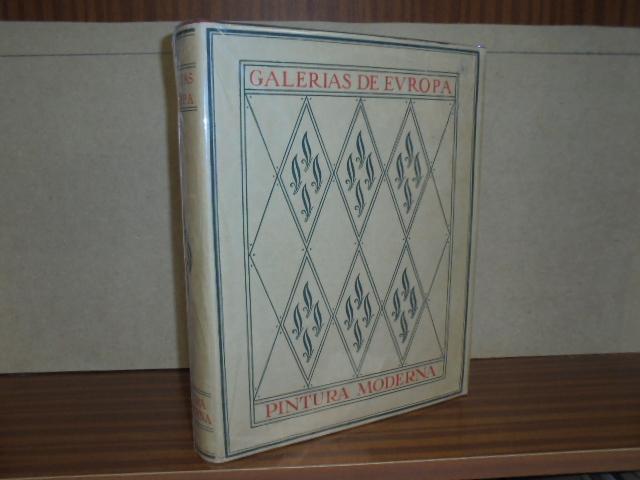 GALERIAS DE EVROPA
PINTURA MODERNA